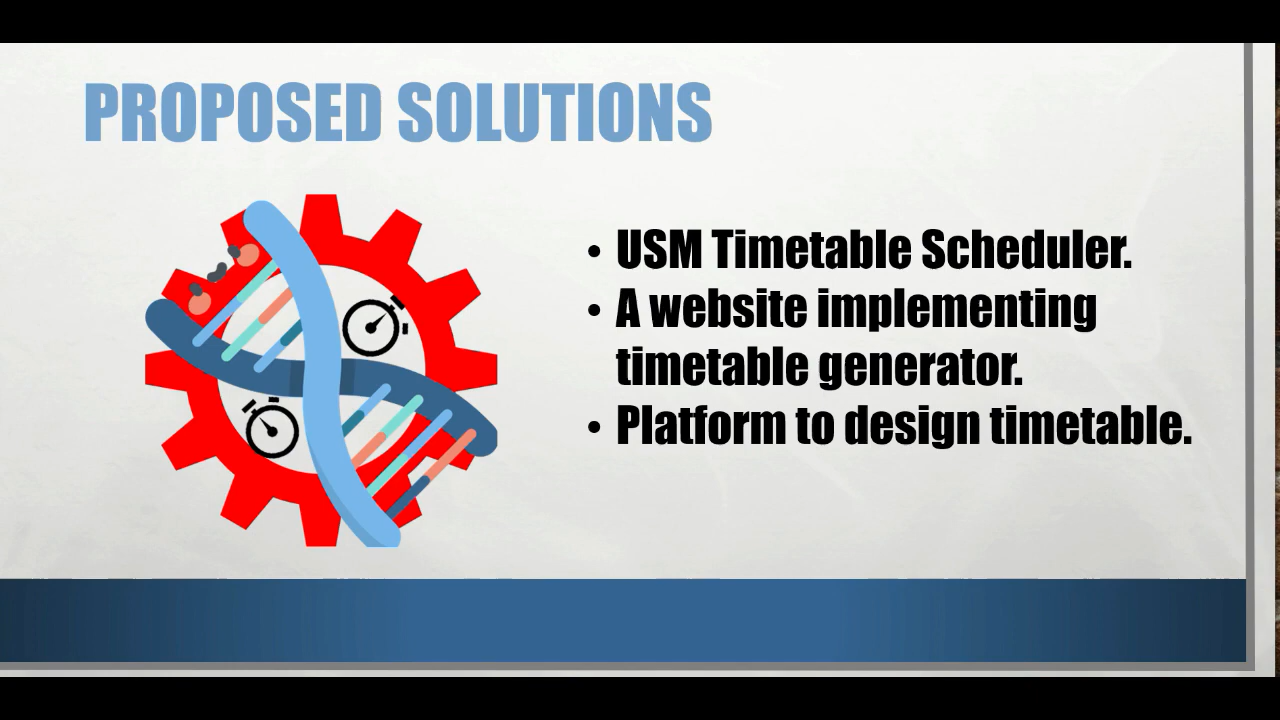 PROPOSED SOLUTIONS
• USM Timetable Scheduler.
• A website implementing
timetable generator.
• Platform to design timetable.